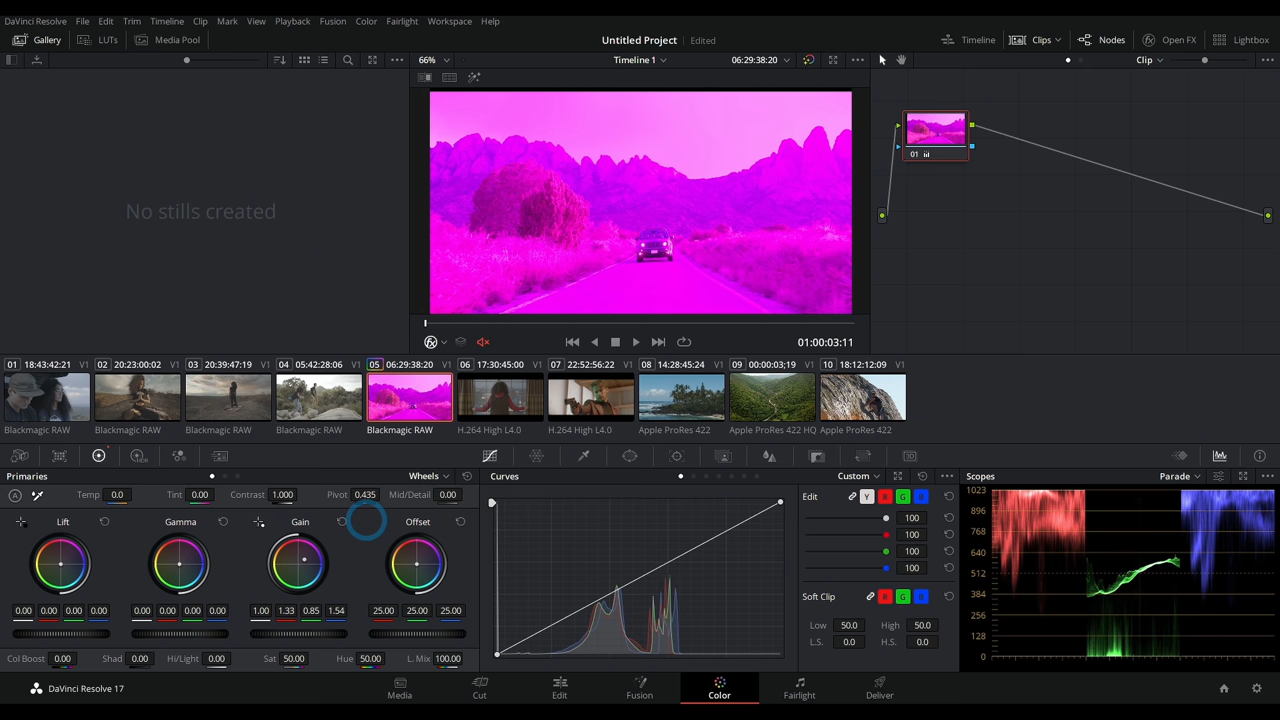 DaVinci Resolve File Edit Trim Timeline Clip Mark View Playback Fusion Color Fairlight Workspace Help
Gallery LUTs Media Pool Untitled Project Edited Timeline Clips Nodes Open FX Lightbox
66% Timeline 1 06:29:38:20 Clip
No stills created
01
01:00:03:11
01 18:43:42:21 V1 02 20:23:00:02 V1 03 20:39:47:19 V1 04 05:42:28:06 V1 05 06:29:38:20 V1 06 17:30:45:00 V1 07 22:52:56:22 V1 08 14:28:45:24 V1 09 00:00:03;19 V1 10 18:12:12:09 V1
Blackmagic RAW Blackmagic RAW Blackmagic RAW Blackmagic RAW Blackmagic RAW H.264 High L4.0 H.264 High L4.0 Apple ProRes 422 Apple ProRes 422 HQ Apple ProRes 422
Primaries Wheels Curves Custom Scopes Parade
A Temp 0.0 Tint 0.00 Contrast 1.000 Pivot 0.435 Mid/Detail 0.00 Edit Y R G B
Lift Gamma Gain Offset
0.00 0.00 0.00 0.00 0.00 0.00 0.00 0.00 1.00 1.33 0.85 1.54 25.00 25.00 25.00
Col Boost 0.00 Shad 0.00 Hi/Light 0.00 Sat 50.00 Hue 50.00 L. Mix 100.00
100
100
100
100
Soft Clip R G B
Low 50.0 High 50.0
L.S. 0.0 H.S. 0.0
1023
896
768
640
512
384
256
128
0
DaVinci Resolve 17 Media Cut Edit Fusion Color Fairlight Deliver